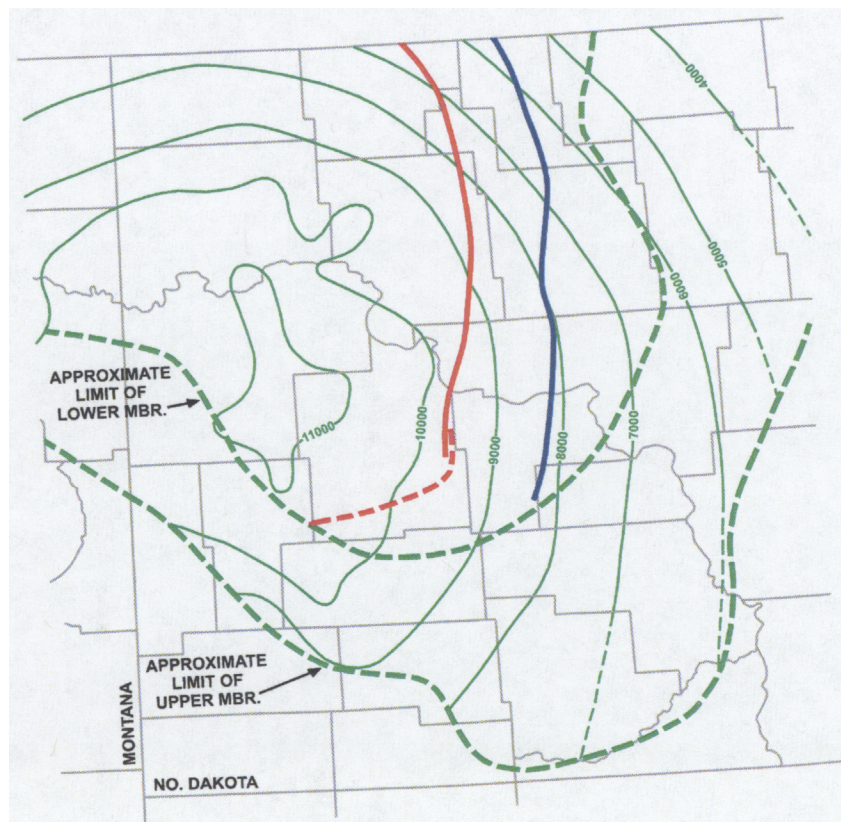 4000
5000
6000
APPROXIMATE
LIMIT OF
LOWER MBR.
11000
10000
9000
8000
7000
APPROXIMATE
LIMIT OF
UPPER MBR.
MONTANA
NO. DAKOTA